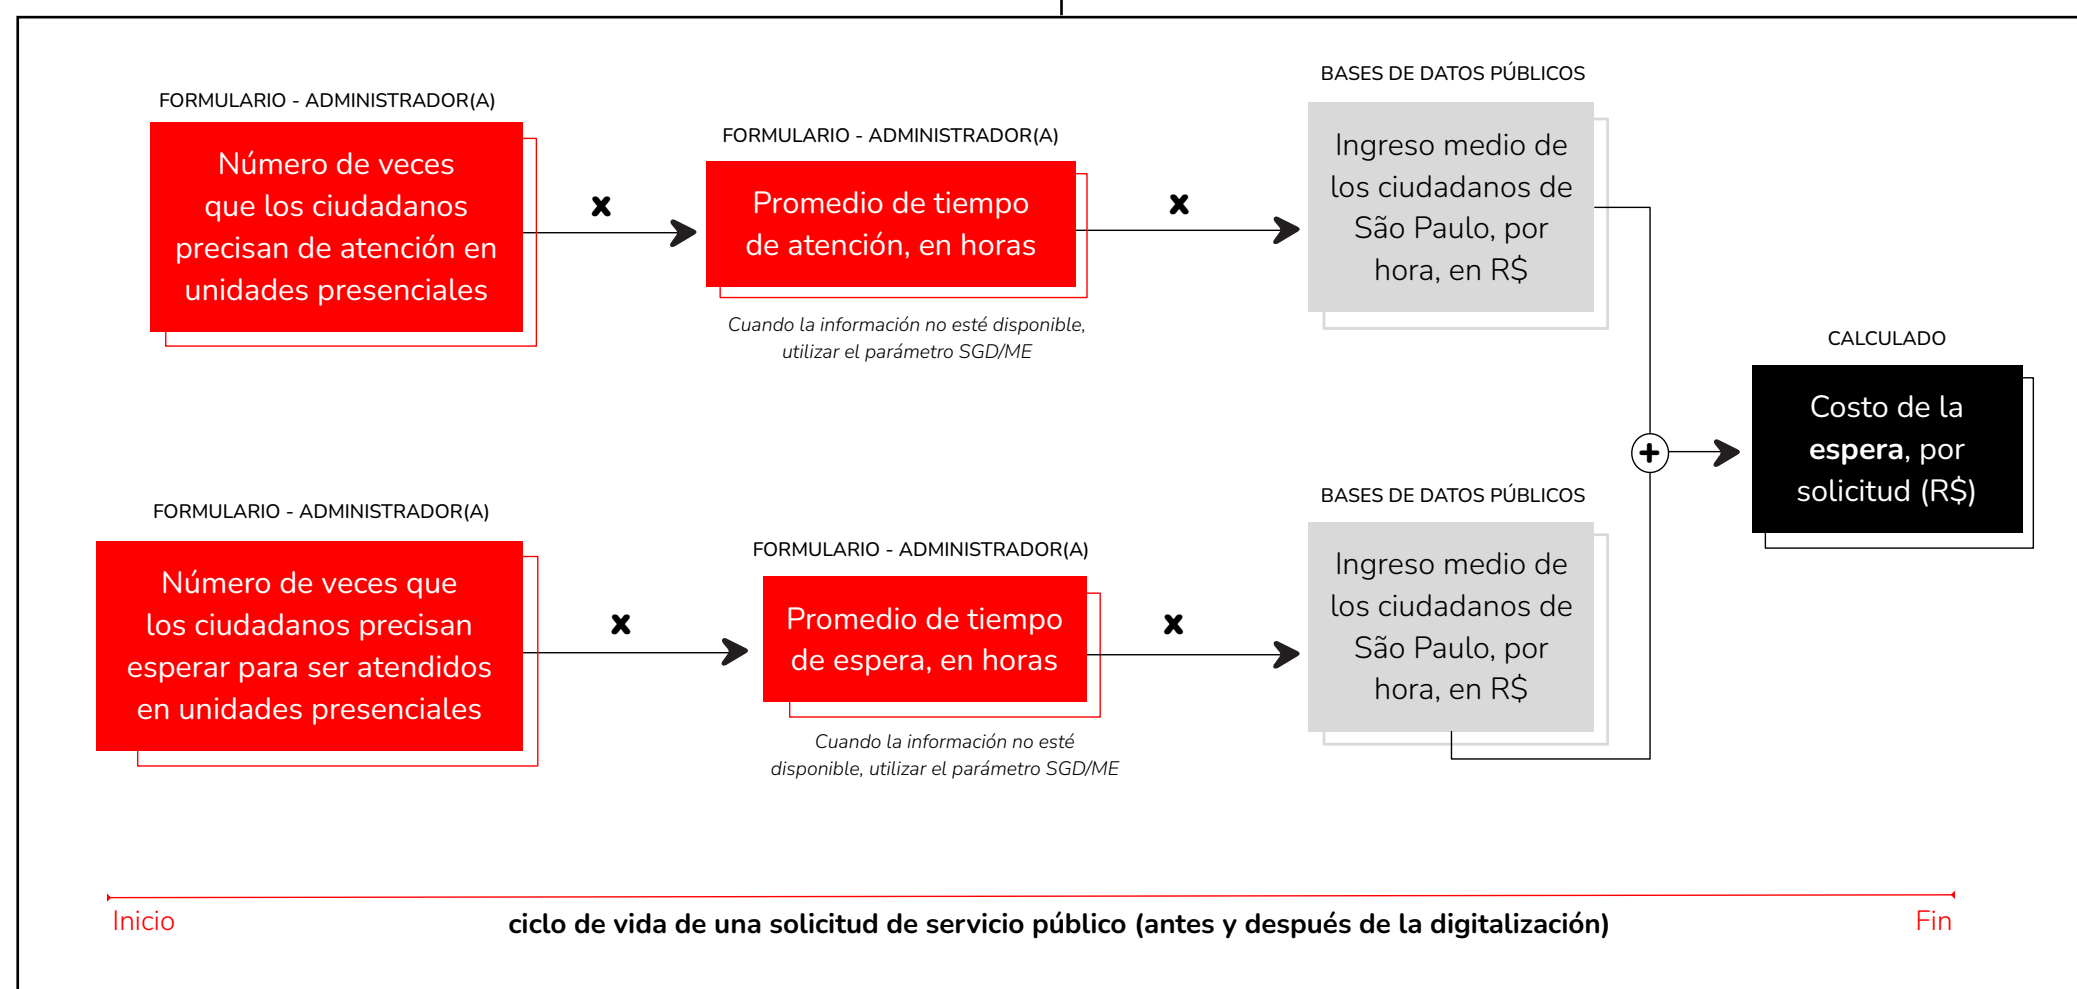 FORMULARIO - ADMINISTRADOR(A)
Número de veces
que los ciudadanos
precisan de atención en
unidades presenciales
x
FORMULARIO - ADMINISTRADOR(A)
Promedio de tiempo
de atención, en horas
Cuando la información no esté disponible,
utilizar el parámetro SGD/ME
x
BASES DE DATOS PÚBLICOS
Ingreso medio de
los ciudadanos de
São Paulo, por
hora, en R$
FORMULARIO - ADMINISTRADOR(A)
Número de veces que
los ciudadanos precisan
esperar para ser atendidos
en unidades presenciales
x
FORMULARIO - ADMINISTRADOR(A)
Promedio de tiempo
de espera, en horas
Cuando la información no esté
disponible, utilizar el parámetro SGD/ME
x
BASES DE DATOS PÚBLICOS
Ingreso medio de
los ciudadanos de
São Paulo, por
hora, en R$
+
CALCULADO
Costo de la
espera, por
solicitud (R$)
Inicio
ciclo de vida de una solicitud de servicio público (antes y después de la digitalización)
Fin